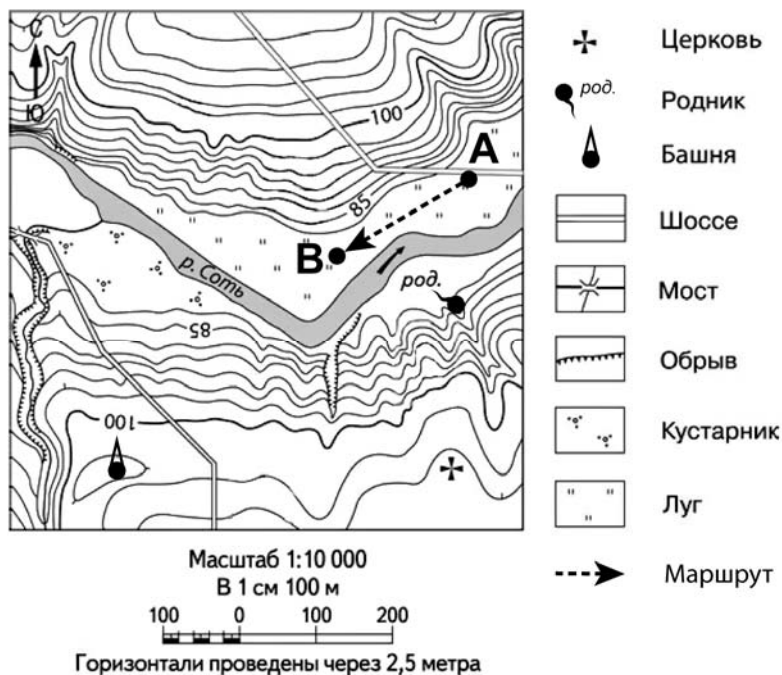 С
Ю
100
А
85
В
р. Соть
род.
85
100
Церковь
род.
Родник
Башня
Шоссе
Мост
Обрыв
Кустарник
Луг
Маршрут
Масштаб 1:10 000
В 1 см 100 м
100 0 100 200
Горизонтали проведены через 2,5 метра